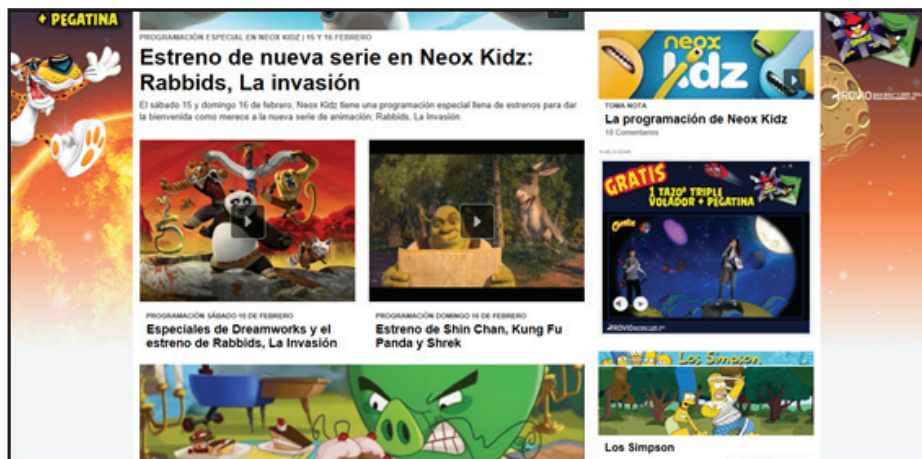 + PEGATINA
PROGRAMACIÓN ESPECIAL EN NEOX KIDZ | 15 Y 16 FEBRERO
Estreno de nueva serie en Neox Kidz:
Rabbids, La invasión
El sábado 15 y domingo 16 de febrero, Neox Kidz tiene una programación especial llena de estrenos para dar
la bienvenida como merece a la nueva serie de animación; Rabbids, La Invasión.
PROGRAMACIÓN SÁBADO 15 DE FEBRERO
Especiales de Dreamworks y el
estreno de Rabbids, La Invasión
PROGRAMACIÓN DOMINGO 16 DE FEBRERO
Estreno de Shin Chan, Kung Fu
Panda y Shrek
neox
kidz
TOMA NOTA
La programación de Neox Kidz
16 Comentarios
PUBLICIDAD
GRATIS
1 TAZO® TRIPLE
VOLADOR + PEGATINA
ROVIO
Los Simpson
Los Simpson
ROVIO